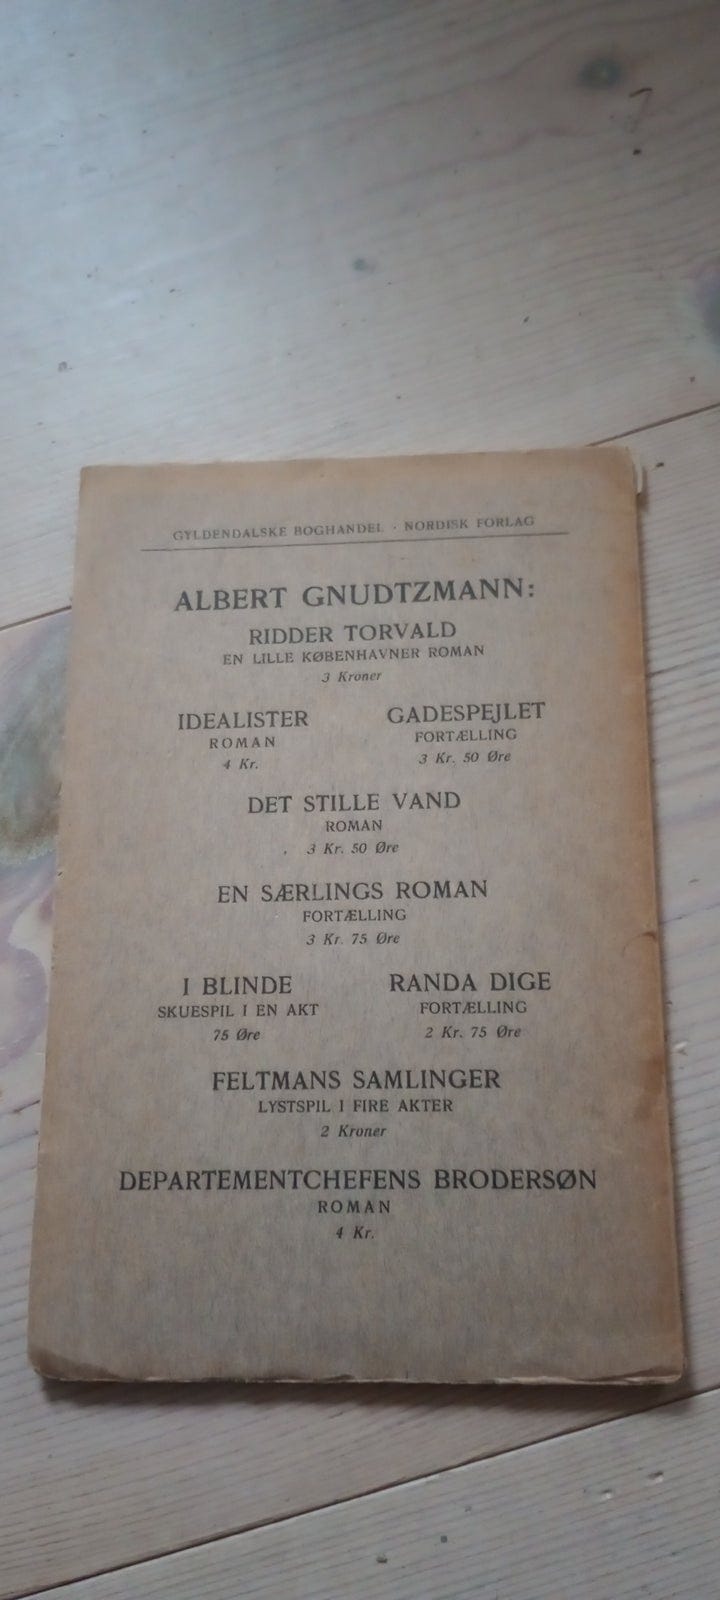 GYLDENDALSKE BOGHANDEL · NORDISK FORLAG
ALBERT GNUDTZMANN:
RIDDER TORVALD
EN LILLE KØBENHAVNER ROMAN
3 Kroner
IDEALISTER
ROMAN
4 Kr.
GADESPEJLET
FORTÆLLING
3 Kr. 50 Øre
DET STILLE VAND
ROMAN
3 Kr. 50 Øre
EN SÆRLINGS ROMAN
FORTÆLLING
3 Kr. 75 Øre
I BLINDE
SKUESPIL I EN AKT
75 Øre
RANDA DIGE
FORTÆLLING
2 Kr. 75 Øre
FELTMANS SAMLINGER
LYSTSPIL I FIRE AKTER
2 Kroner
DEPARTEMENTCHEFENS BRODERSØN
ROMAN
4 Kr.